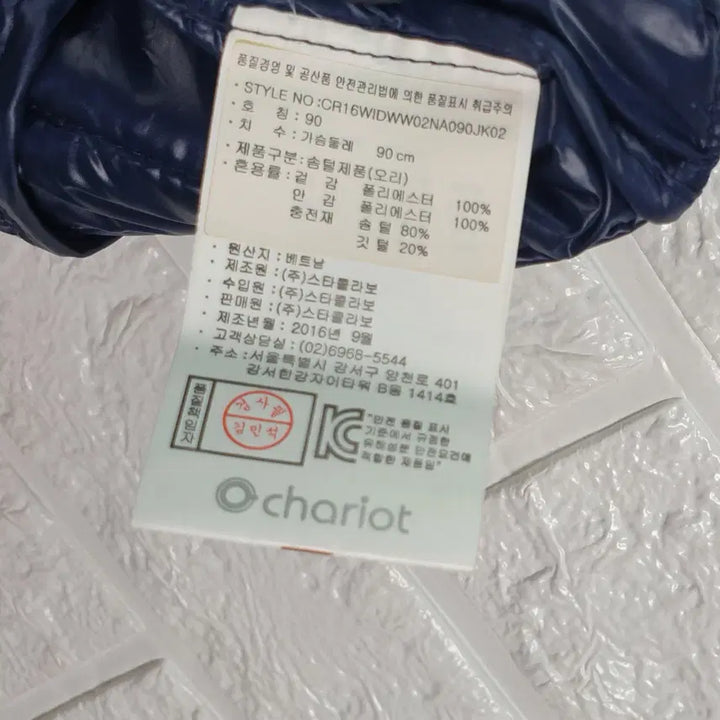 품질경영 및 공산품 안전관리법에 의한 품질표시 취급주의
· STYLE NO : CR16WIDWW02NA090JK02
· 호 칭 : 90
· 치 수 : 가슴둘레 90 cm
· 제품구분 : 솜털제품(오리)
· 혼용률 : 겉 감 폴리에스터 100%
안 감 폴리에스터 100%
충전재 솜 털 80%
깃 털 20%
· 원산지 : 베트남
· 제조원 : (주)스타콜라보
· 수입원 : (주)스타콜라보
· 판매원 : (주)스타콜라보
· 제조년월 : 2016년 9월
· 고객상담실 : (02)6968-5544
· 주소 : 서울특별시 강서구 양천로 401
강서한강자이타워 B동 1414호
품질책임자
검사필
김민석
KC
"안전 품질 표시
기준에서 규정한
유해성분 안전요건에
적합한 제품임"
chariot